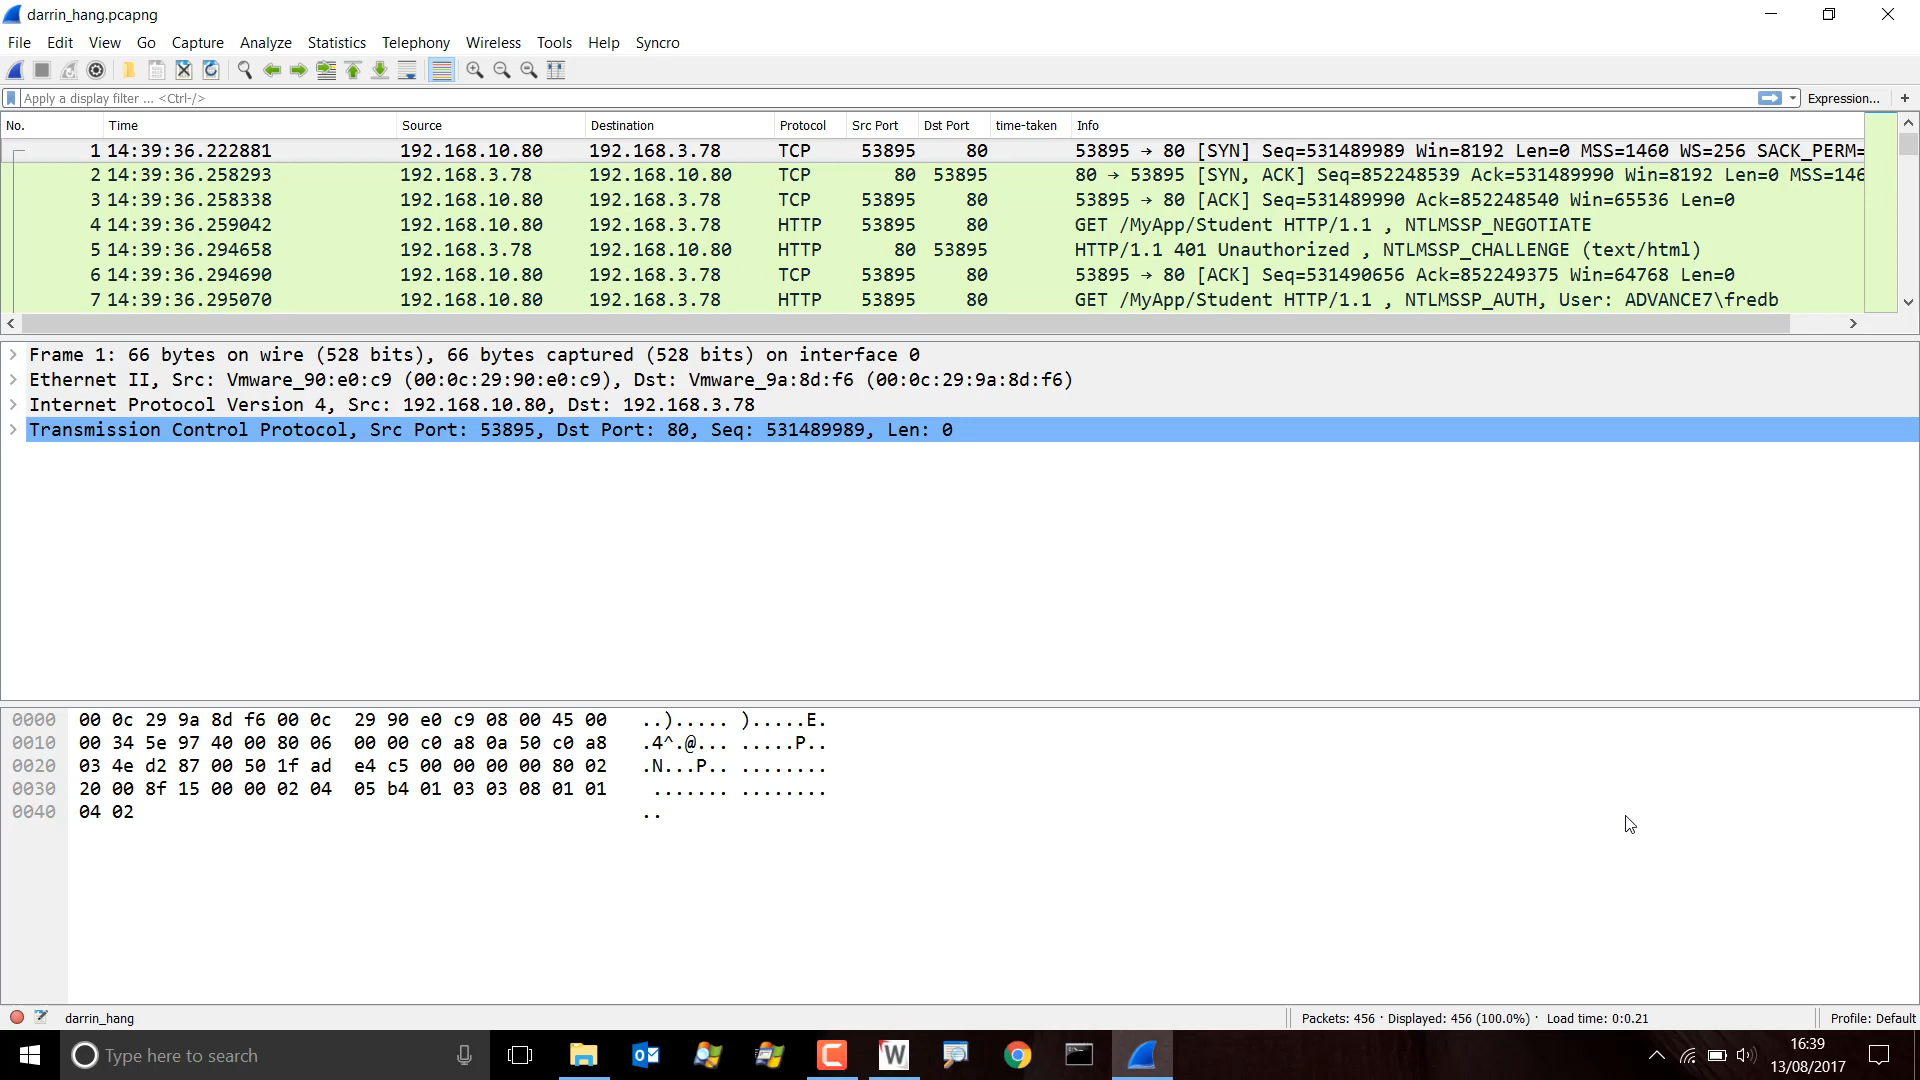 darrin_hang.pcapng
File Edit View Go Capture Analyze Statistics Telephony Wireless Tools Help Syncro
Apply a display filter ... <Ctrl-/> Expression... +
No. Time Source Destination Protocol Src Port Dst Port time-taken Info
1 14:39:36.222881 192.168.10.80 192.168.3.78 TCP 53895 80 53895 → 80 [SYN] Seq=531489989 Win=8192 Len=0 MSS=1460 WS=256 SACK_PERM=
2 14:39:36.258293 192.168.3.78 192.168.10.80 TCP 80 53895 80 → 53895 [SYN, ACK] Seq=852248539 Ack=531489990 Win=8192 Len=0 MSS=146
3 14:39:36.258338 192.168.10.80 192.168.3.78 TCP 53895 80 53895 → 80 [ACK] Seq=531489990 Ack=852248540 Win=65536 Len=0
4 14:39:36.259042 192.168.10.80 192.168.3.78 HTTP 53895 80 GET /MyApp/Student HTTP/1.1 , NTLMSSP_NEGOTIATE
5 14:39:36.294658 192.168.3.78 192.168.10.80 HTTP 80 53895 HTTP/1.1 401 Unauthorized , NTLMSSP_CHALLENGE (text/html)
6 14:39:36.294690 192.168.10.80 192.168.3.78 TCP 53895 80 53895 → 80 [ACK] Seq=531490656 Ack=852249375 Win=64768 Len=0
7 14:39:36.295070 192.168.10.80 192.168.3.78 HTTP 53895 80 GET /MyApp/Student HTTP/1.1 , NTLMSSP_AUTH, User: ADVANCE7\fredb
Frame 1: 66 bytes on wire (528 bits), 66 bytes captured (528 bits) on interface 0
Ethernet II, Src: Vmware_90:e0:c9 (00:0c:29:90:e0:c9), Dst: Vmware_9a:8d:f6 (00:0c:29:9a:8d:f6)
Internet Protocol Version 4, Src: 192.168.10.80, Dst: 192.168.3.78
Transmission Control Protocol, Src Port: 53895, Dst Port: 80, Seq: 531489989, Len: 0
0000 00 0c 29 9a 8d f6 00 0c 29 90 e0 c9 08 00 45 00 ..)..... ).....E.
0010 00 34 5e 97 40 00 80 06 00 00 c0 a8 0a 50 c0 a8 .4^.@... .....P..
0020 03 4e d2 87 00 50 1f ad e4 c5 00 00 00 00 80 02 .N...P.. ........
0030 20 00 8f 15 00 00 02 04 05 b4 01 03 03 08 01 01 ....... ........
0040 04 02 ..
darrin_hang Packets: 456 · Displayed: 456 (100.0%) · Load time: 0:0.21 Profile: Default
Type here to search
W
16:39
13/08/2017